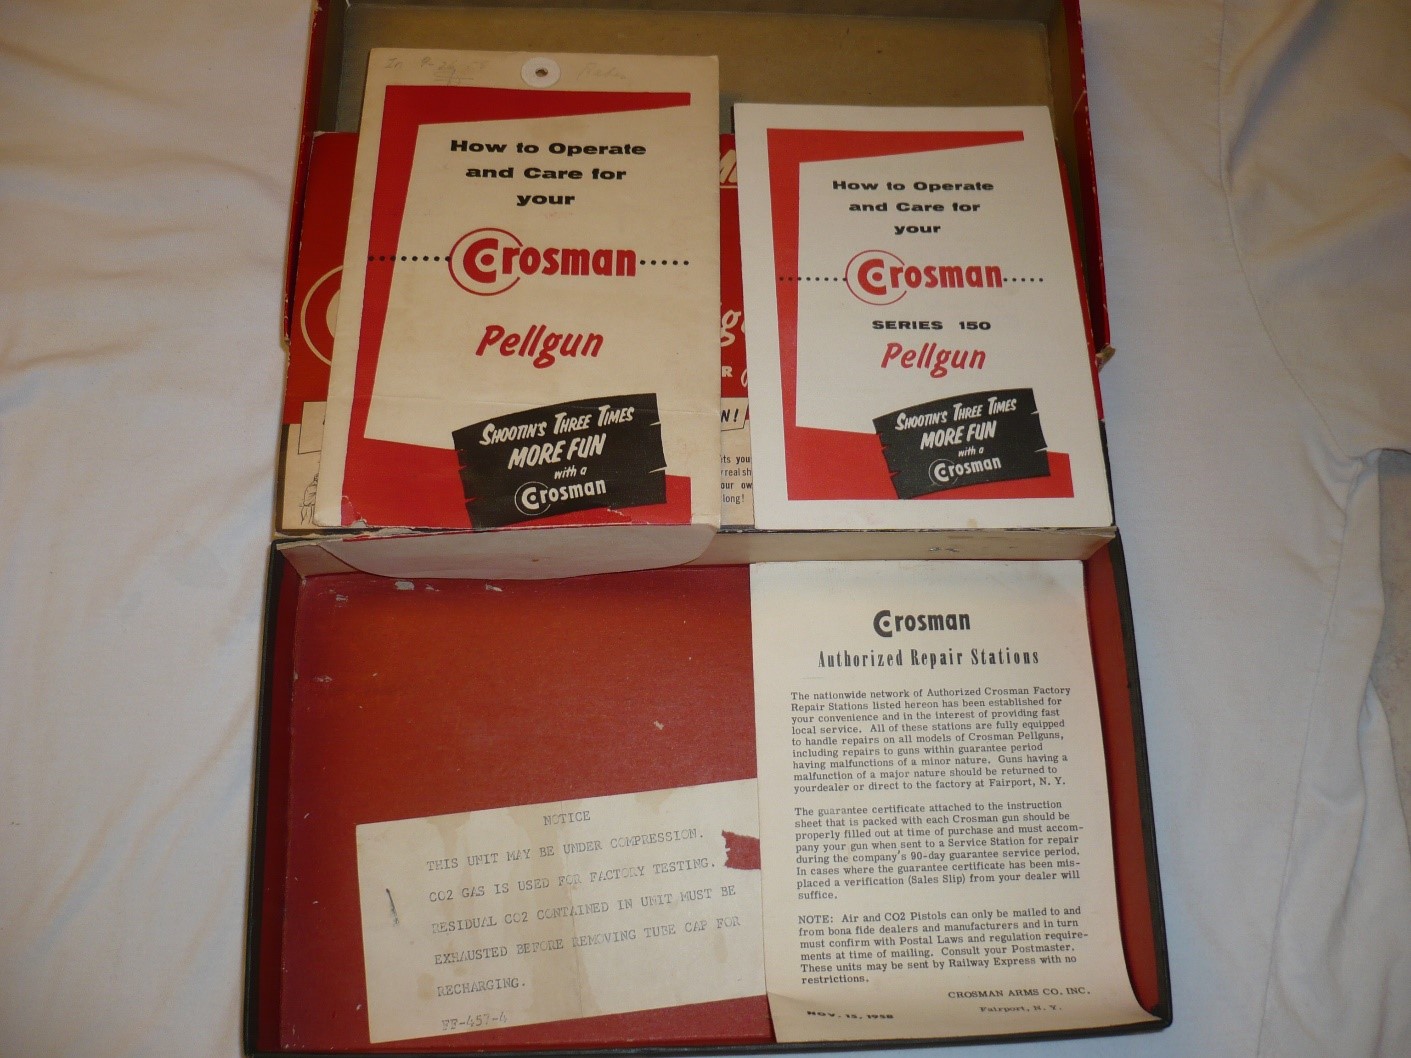 How to Operate
and Care for
your
Crosman
Pellgun
SHOOTIN'S THREE TIMES
MORE FUN
with a
Crosman
How to Operate
and Care for
your
Crosman
SERIES 150
Pellgun
SHOOTIN'S THREE TIMES
MORE FUN
with a
Crosman
R
N!
its you
real sh
our ow
long!
NOTICE
THIS UNIT MAY BE UNDER COMPRESSION.
CO2 GAS IS USED FOR FACTORY TESTING.
RESIDUAL CO2 CONTAINED IN UNIT MUST BE
EXHAUSTED BEFORE REMOVING TUBE CAP FOR
RECHARGING.
FF-457-4
Crosman
Authorized Repair Stations
The nationwide network of Authorized Crosman Factory
Repair Stations listed hereon has been established for
your convenience and in the interest of providing fast
local service. All of these stations are fully equipped
to handle repairs on all models of Crosman Pellguns,
including repairs to guns within guarantee period
having malfunctions of a minor nature. Guns having a
malfunction of a major nature should be returned to
yourdealer or direct to the factory at Fairport, N. Y.
The guarantee certificate attached to the instruction
sheet that is packed with each Crosman gun should be
properly filled out at time of purchase and must accom-
pany your gun when sent to a Service Station for repair
during the company's 90-day guarantee service period.
In cases where the guarantee certificate has been mis-
placed a verification (Sales Slip) from your dealer will
suffice.
NOTE: Air and CO2 Pistols can only be mailed to and
from bona fide dealers and manufacturers and in turn
must confirm with Postal Laws and regulation require-
ments at time of mailing. Consult your Postmaster.
These units may be sent by Railway Express with no
restrictions.
CROSMAN ARMS CO. INC.
Fairport, N. Y.
NOV. 15, 1958